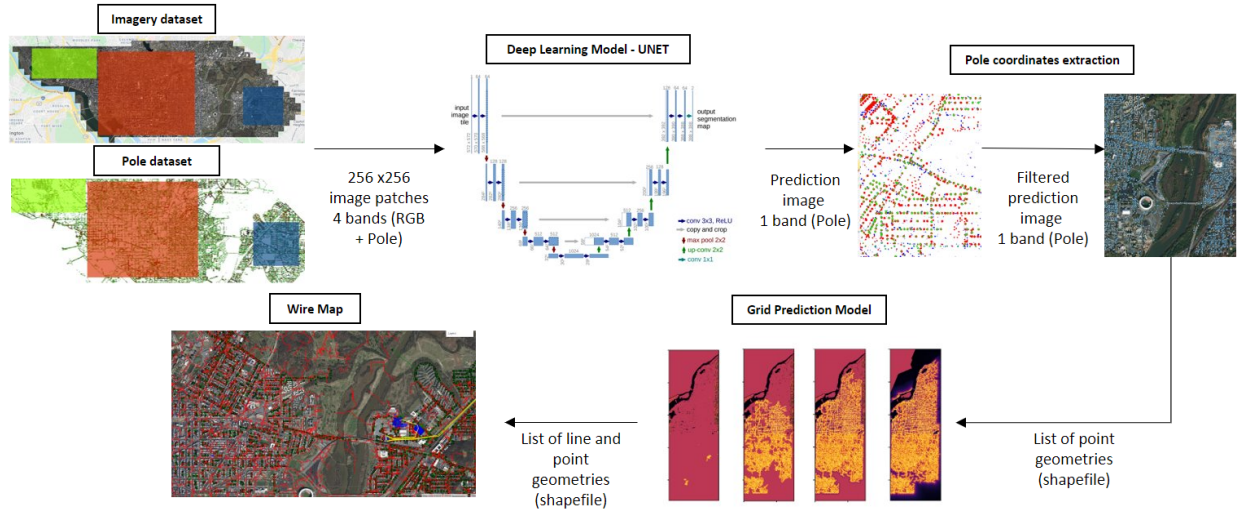 Imagery dataset
Pole dataset
256 x256
image patches
4 bands (RGB
+ Pole)
Deep Learning Model - UNET
input
image
tile
output
segmentation
map
conv 3x3, ReLU
copy and crop
max pool 2x2
up-conv 2x2
conv 1x1
Prediction
image
1 band (Pole)
Pole coordinates extraction
Filtered
prediction
image
1 band (Pole)
List of point
geometries
(shapefile)
Grid Prediction Model
List of line and
point
geometries
(shapefile)
Wire Map